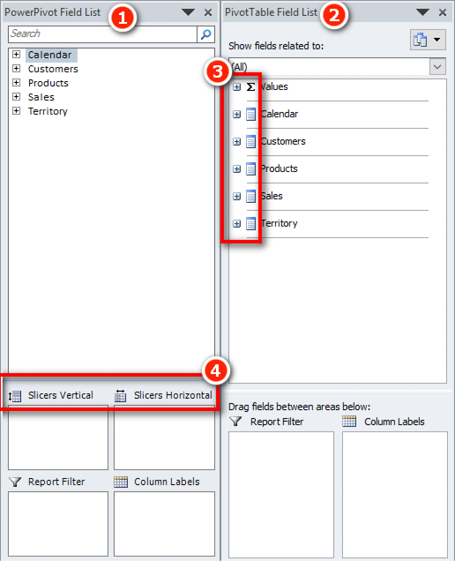 PowerPivot Field List
1
Search
Calendar
Customers
Products
Sales
Territory
4
Slicers Vertical
Slicers Horizontal
Report Filter
Column Labels
PivotTable Field List
2
Show fields related to:
3
(All)
Σ Values
Calendar
Customers
Products
Sales
Territory
Drag fields between areas below:
Report Filter
Column Labels